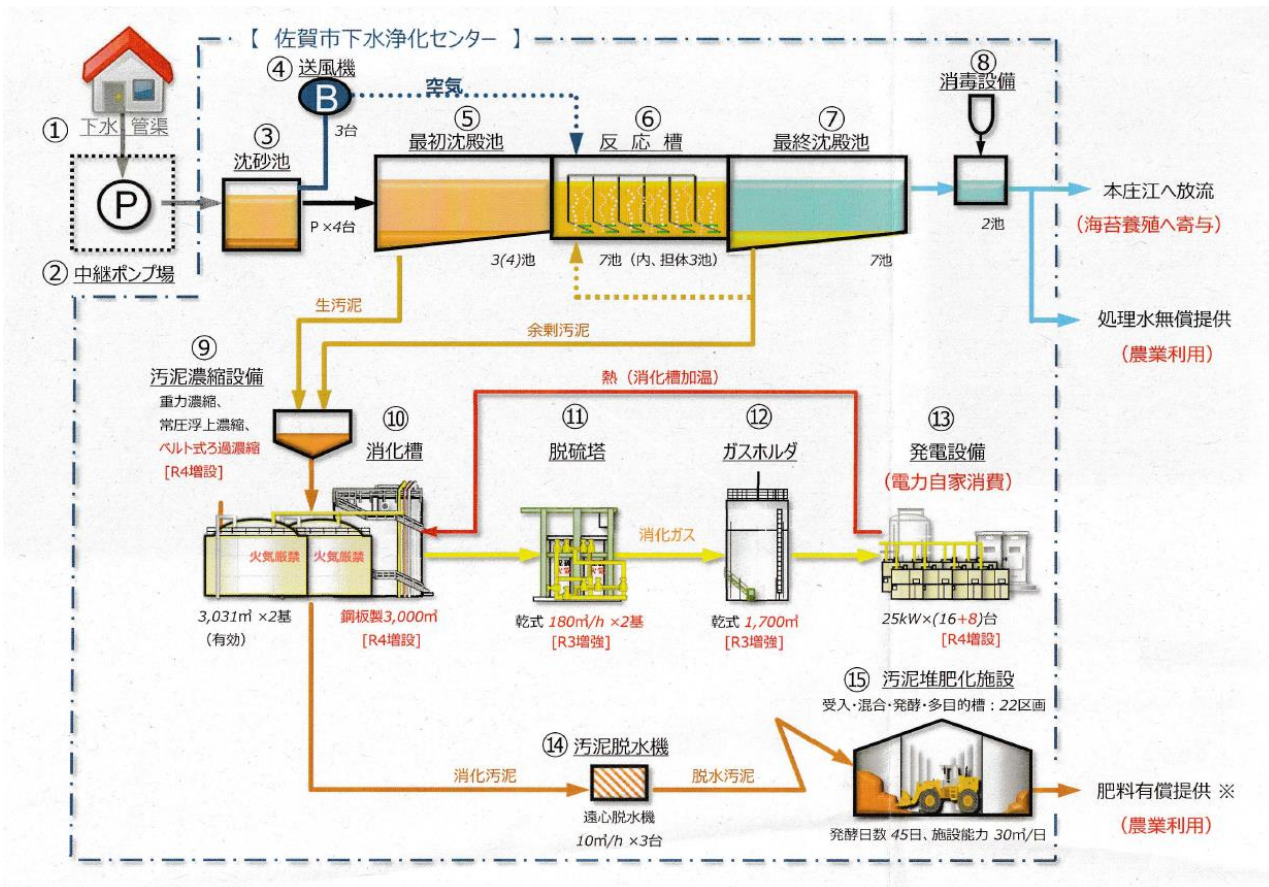 【 佐賀市下水浄化センター 】
① 下水 管渠
P
② 中継ポンプ場
③
沈砂池
④ 送風機
B
3台
空気
P×4台
⑤
最初沈殿池
3(4)池
⑥
反 応 槽
7池（内、担体3池）
⑦
最終沈殿池
7池
⑧
消毒設備
2池
本庄江へ放流
（海苔養殖へ寄与）
処理水無償提供
（農業利用）
生汚泥
余剰汚泥
⑨
汚泥濃縮設備
重力濃縮、
常圧浮上濃縮、
ベルト式ろ過濃縮
[R4増設]
熱（消化槽加温）
⑩
消化槽
火気厳禁
火気厳禁
3,031㎥ ×2基
（有効）
鋼板製3,000㎥
[R4増設]
⑪
脱硫塔
乾式 180㎥/h ×2基
[R3増強]
消化ガス
⑫
ガスホルダ
乾式 1,700㎥
[R3増強]
⑬
発電設備
（電力自家消費）
25kW×(16+8)台
[R4増設]
消化汚泥
⑭ 汚泥脱水機
遠心脱水機
10㎥/h ×3台
脱水汚泥
⑮ 汚泥堆肥化施設
受入・混合・発酵・多目的槽：22区画
発酵日数 45日、施設能力 30㎥/日
肥料有償提供 ※
（農業利用）